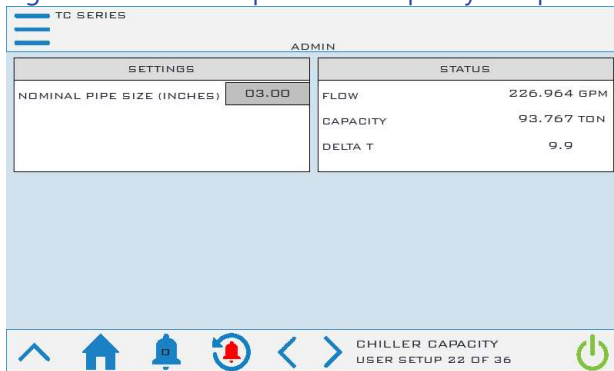 TC SERIES
ADMIN
SETTINGS
NOMINAL PIPE SIZE (INCHES) 03.00
STATUS
FLOW 226.964 GPM
CAPACITY 93.767 TON
DELTA T 9.9
0
CHILLER CAPACITY
USER SETUP 22 OF 36